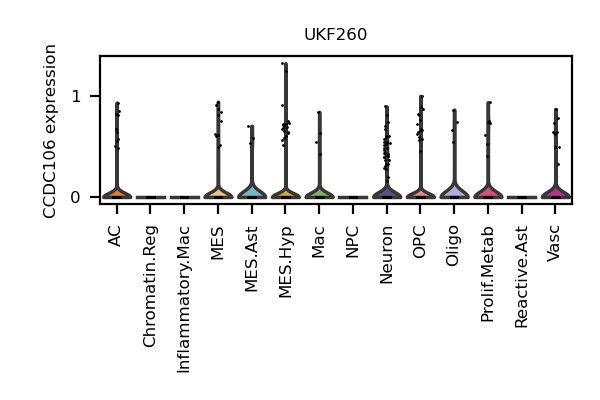 UKF260
CCDC106 expression
1
0
AC
Chromatin.Reg
Inflammatory.Mac
MES
MES.Ast
MES.Hyp
Mac
NPC
Neuron
OPC
Oligo
Prolif.Metab
Reactive.Ast
Vasc